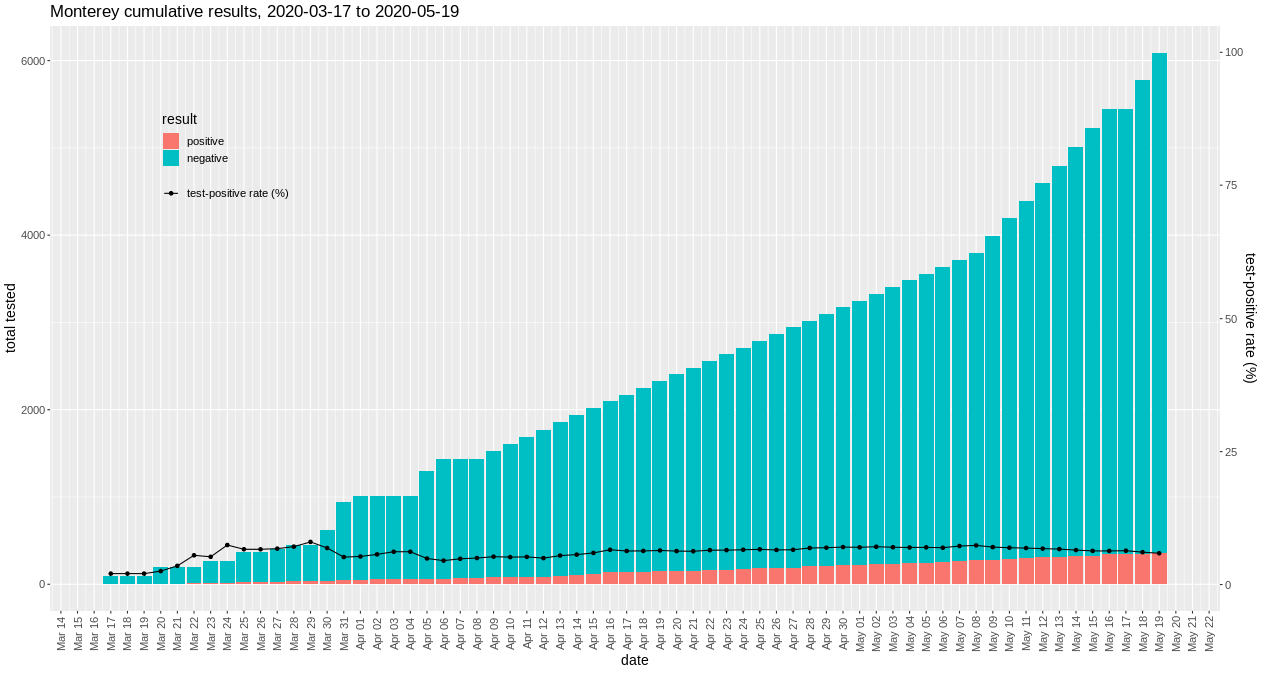 Monterey cumulative results, 2020-03-17 to 2020-05-19
6000
4000
2000
0
total tested
result
positive
negative
test-positive rate (%)
100
75
50
25
0
test-positive rate (%)
Mar 14
Mar 15
Mar 16
Mar 17
Mar 18
Mar 19
Mar 20
Mar 21
Mar 22
Mar 23
Mar 24
Mar 25
Mar 26
Mar 27
Mar 28
Mar 29
Mar 30
Mar 31
Apr 01
Apr 02
Apr 03
Apr 04
Apr 05
Apr 06
Apr 07
Apr 08
Apr 09
Apr 10
Apr 11
Apr 12
Apr 13
Apr 14
Apr 15
Apr 16
Apr 17
Apr 18
Apr 19
Apr 20
Apr 21
Apr 22
Apr 23
Apr 24
Apr 25
Apr 26
Apr 27
Apr 28
Apr 29
Apr 30
May 01
May 02
May 03
May 04
May 05
May 06
May 07
May 08
May 09
May 10
May 11
May 12
May 13
May 14
May 15
May 16
May 17
May 18
May 19
May 20
May 21
May 22
date